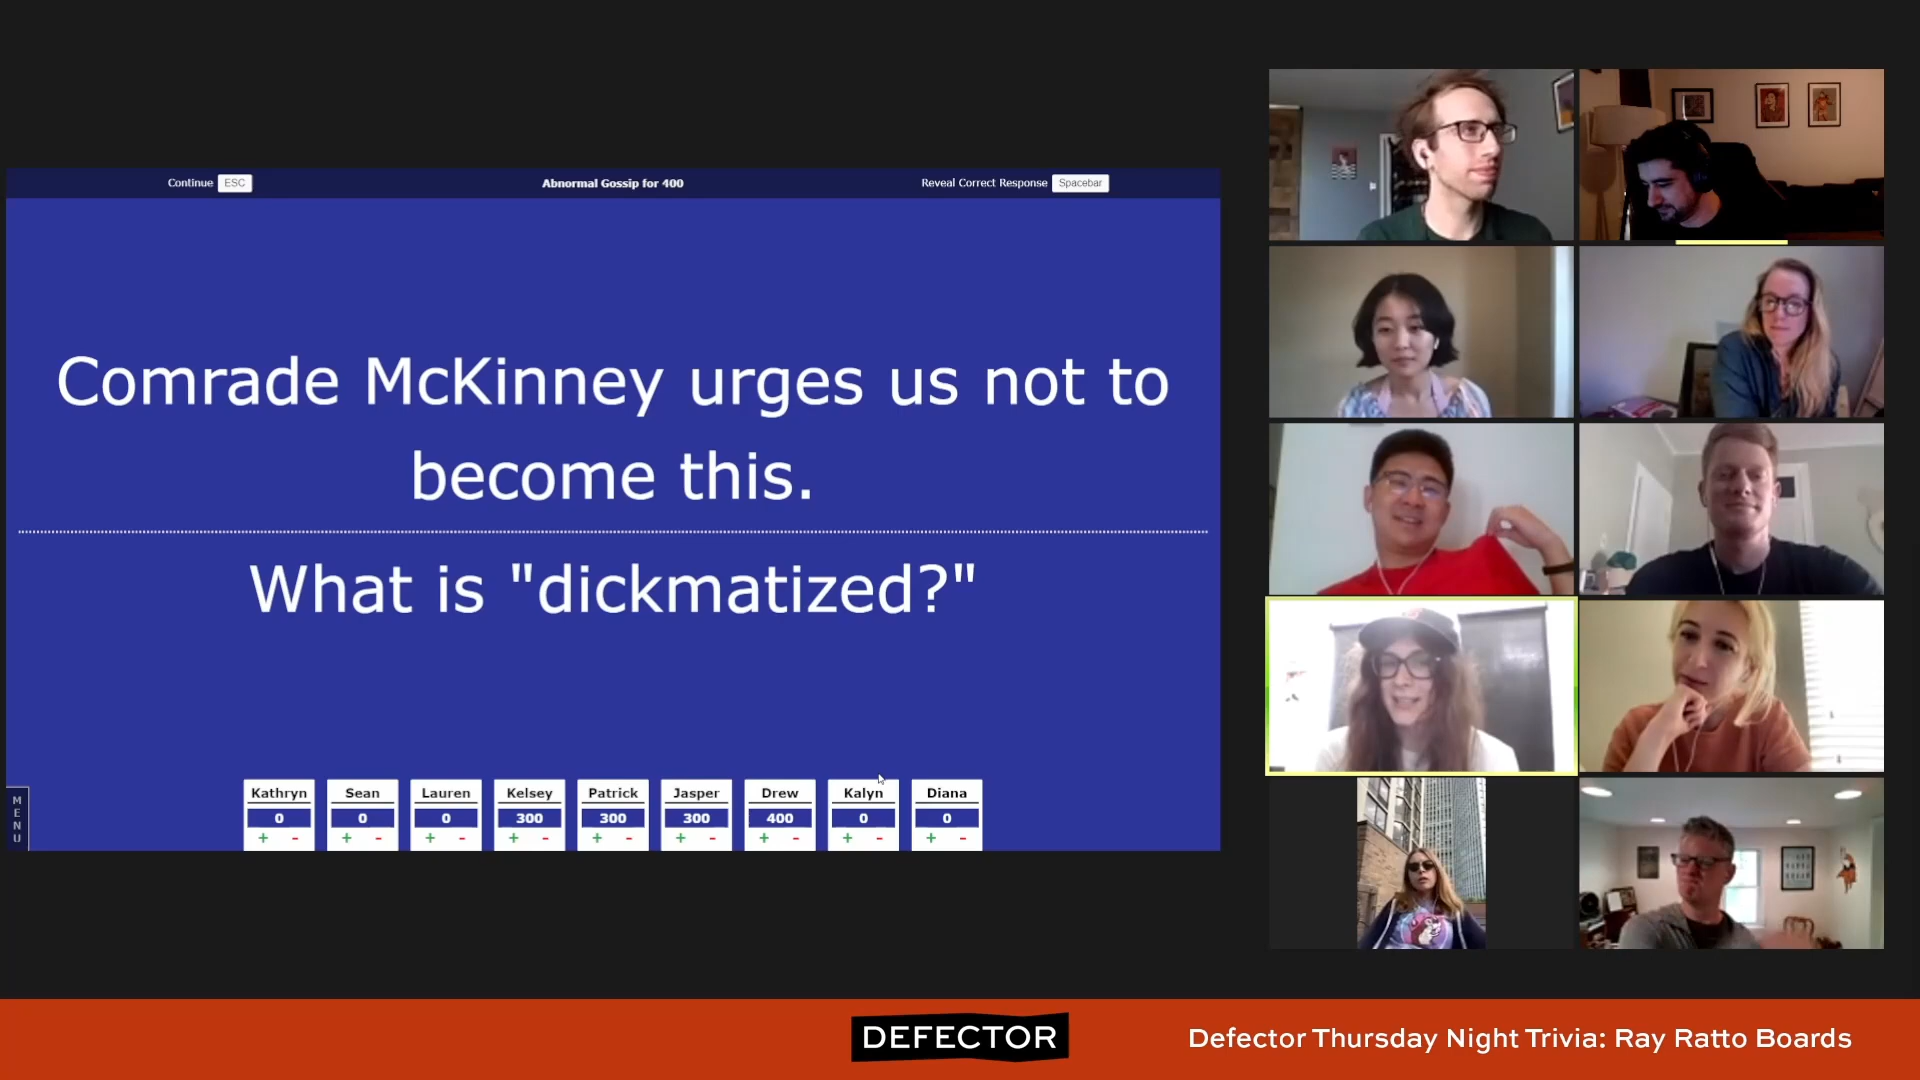 Continue ESC
Abnormal Gossip for 400
Reveal Correct Response Spacebar
Comrade McKinney urges us not to
become this.
What is "dickmatized?"
MENU
Kathryn Sean Lauren Kelsey Patrick Jasper Drew Kalyn Diana
0 0 0 300 300 300 400 0 0
+ - + - + - + - + - + - + - + - + -
DEFECTOR
Defector Thursday Night Trivia: Ray Ratto Boards